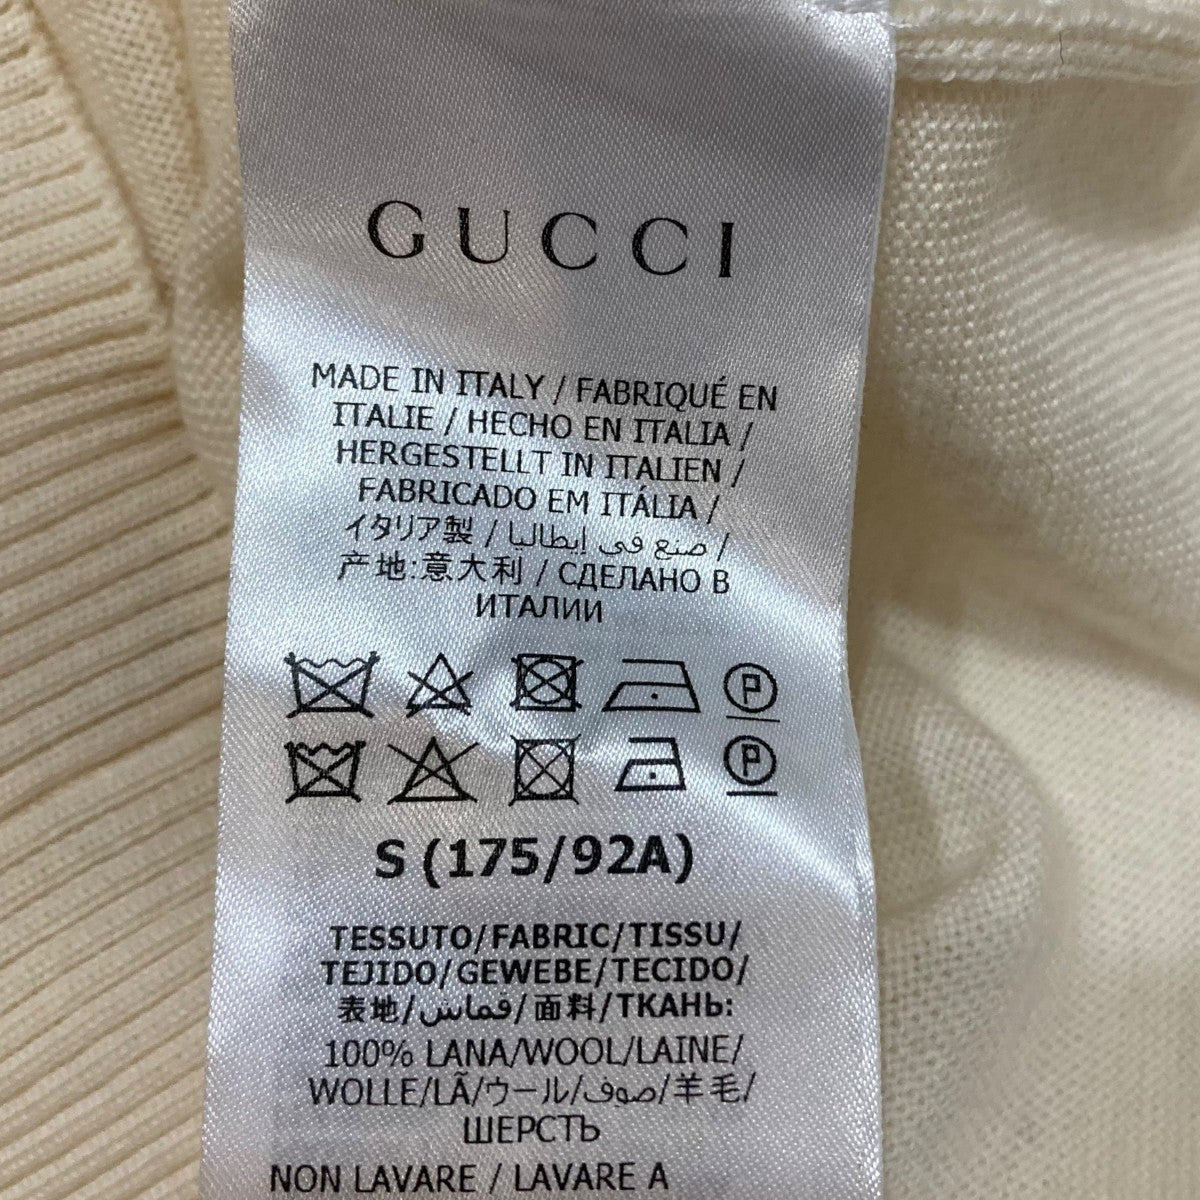 GUCCI
MADE IN ITALY / FABRIQUÉ EN
ITALIE / HECHO EN ITALIA /
HERGESTELLT IN ITALIEN /
FABRICADO EM ITÁLIA /
イタリア製 / صنع في إيطاليا /
产地:意大利 / СДЕЛАНО В
ИТАЛИИ
P
P
S (175/92A)
TESSUTO/FABRIC/TISSU/
TEJIDO/GEWEBE/TECIDO/
表地/قماش/面料/ТКАНЬ:
100% LANA/WOOL/LAINE/
WOLLE/LÃ/ウール/صوف/羊毛/
ШЕРСТЬ
NON LAVARE / LAVARE A